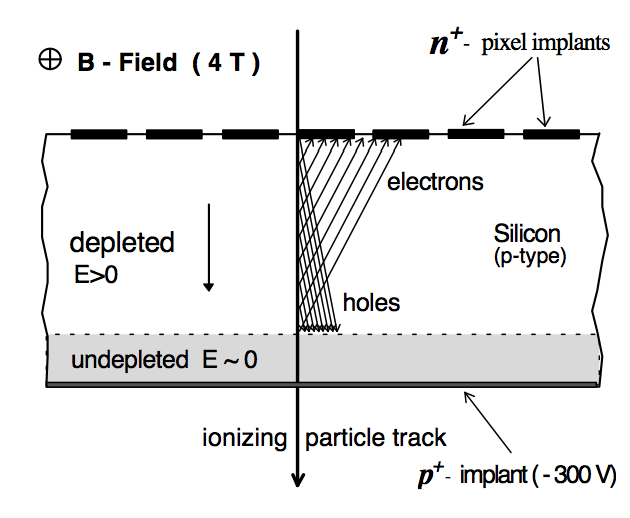 n+- pixel implants
⊕ B - Field ( 4 T )
electrons
depleted
E>0
Silicon
(p-type)
holes
undepleted E ~ 0
ionizing particle track
p+- implant ( - 300 V)